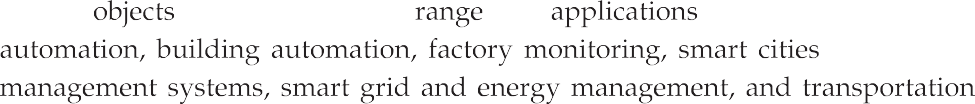 objects range applications
automation, building automation, factory monitoring, smart cities
management systems, smart grid and energy management, and transportation